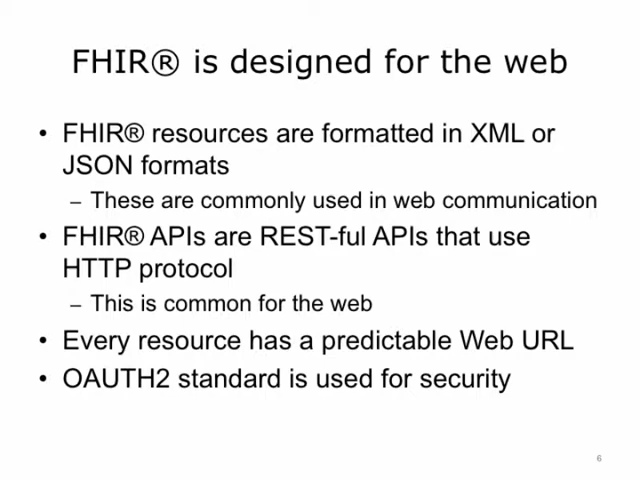 FHIR® is designed for the web
• FHIR® resources are formatted in XML or
JSON formats
– These are commonly used in web communication
• FHIR® APIs are REST-ful APIs that use
HTTP protocol
– This is common for the web
• Every resource has a predictable Web URL
• OAUTH2 standard is used for security
6